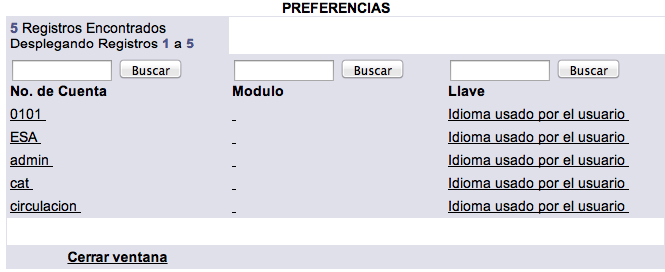 PREFERENCIAS
5 Registros Encontrados
Desplegando Registros 1 a 5
Buscar Buscar Buscar
No. de Cuenta Modulo Llave
0101 Idioma usado por el usuario
ESA Idioma usado por el usuario
admin Idioma usado por el usuario
cat Idioma usado por el usuario
circulacion Idioma usado por el usuario
Cerrar ventana